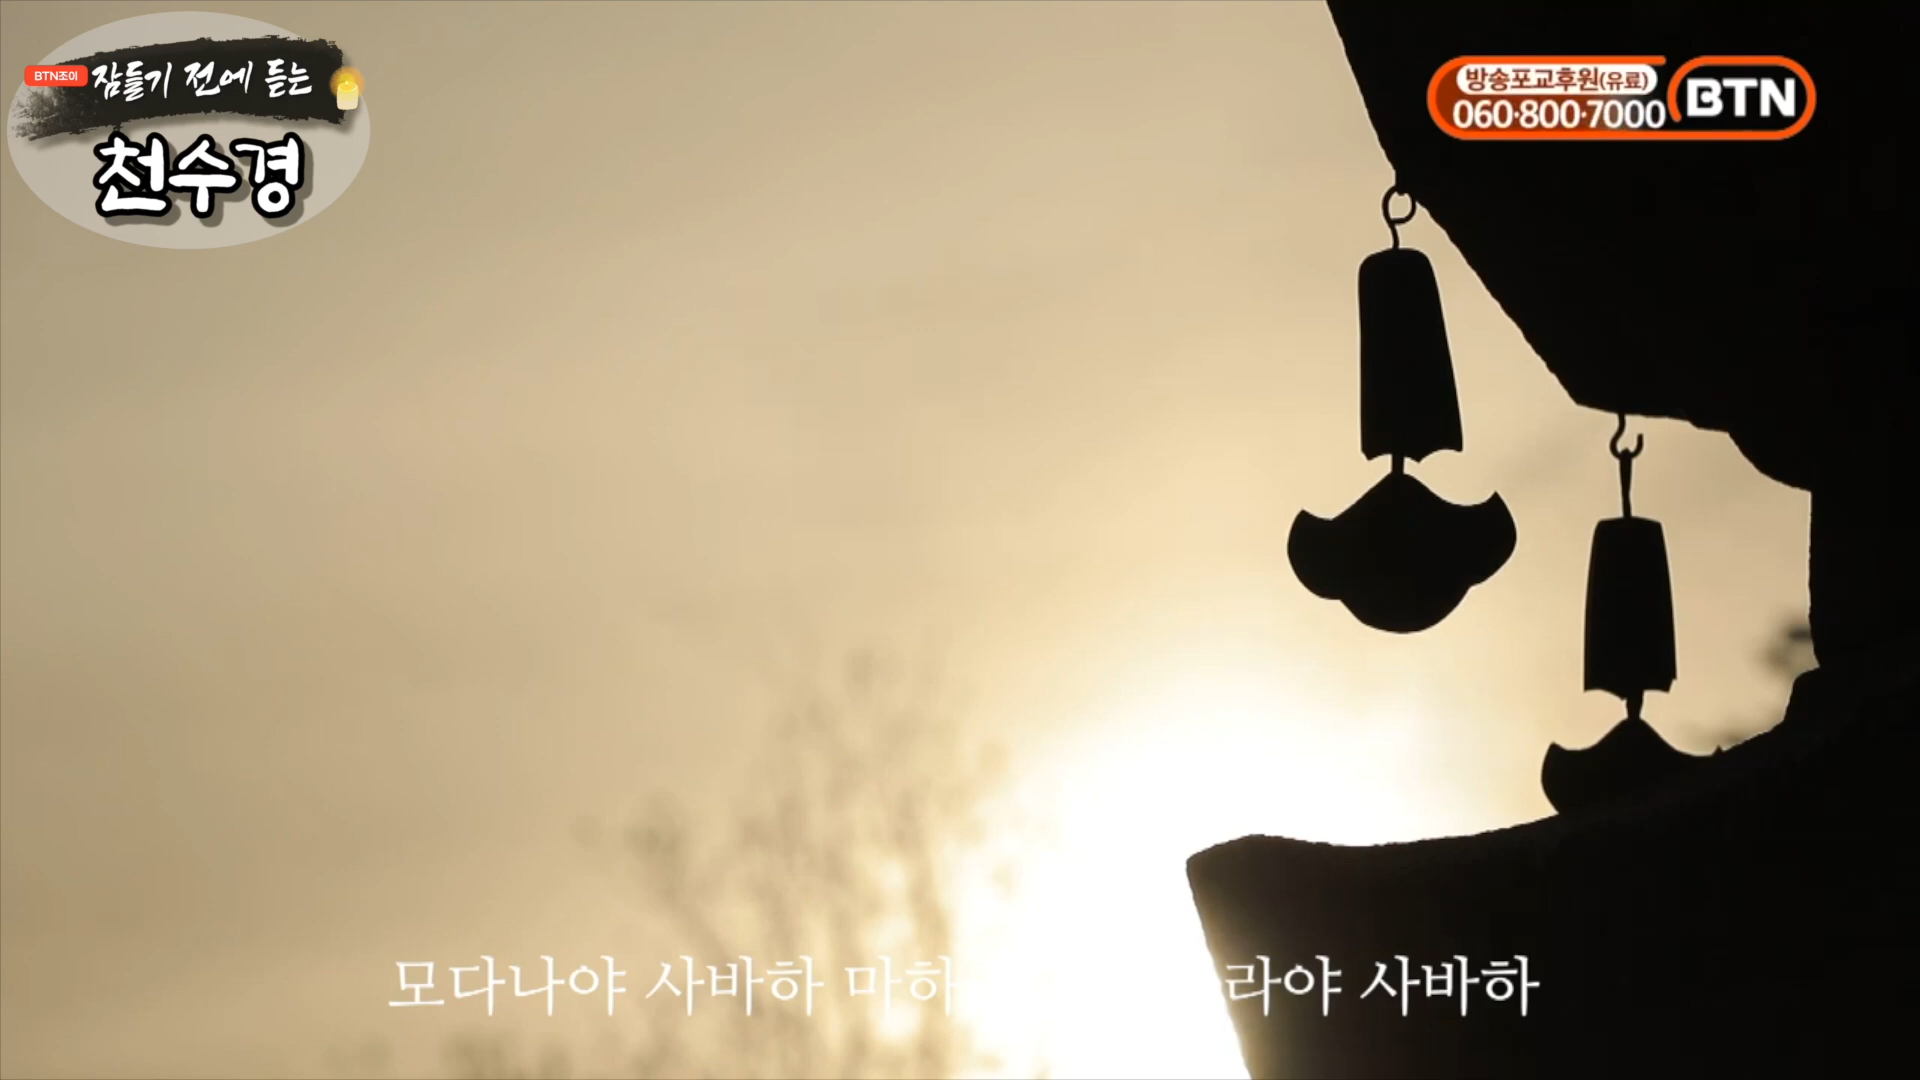 BTN조이 잠들기 전에 듣는
천수경
방송포교후원(유료)
060·800·7000
BTN
모다나야 사바하 마하 라야 사바하